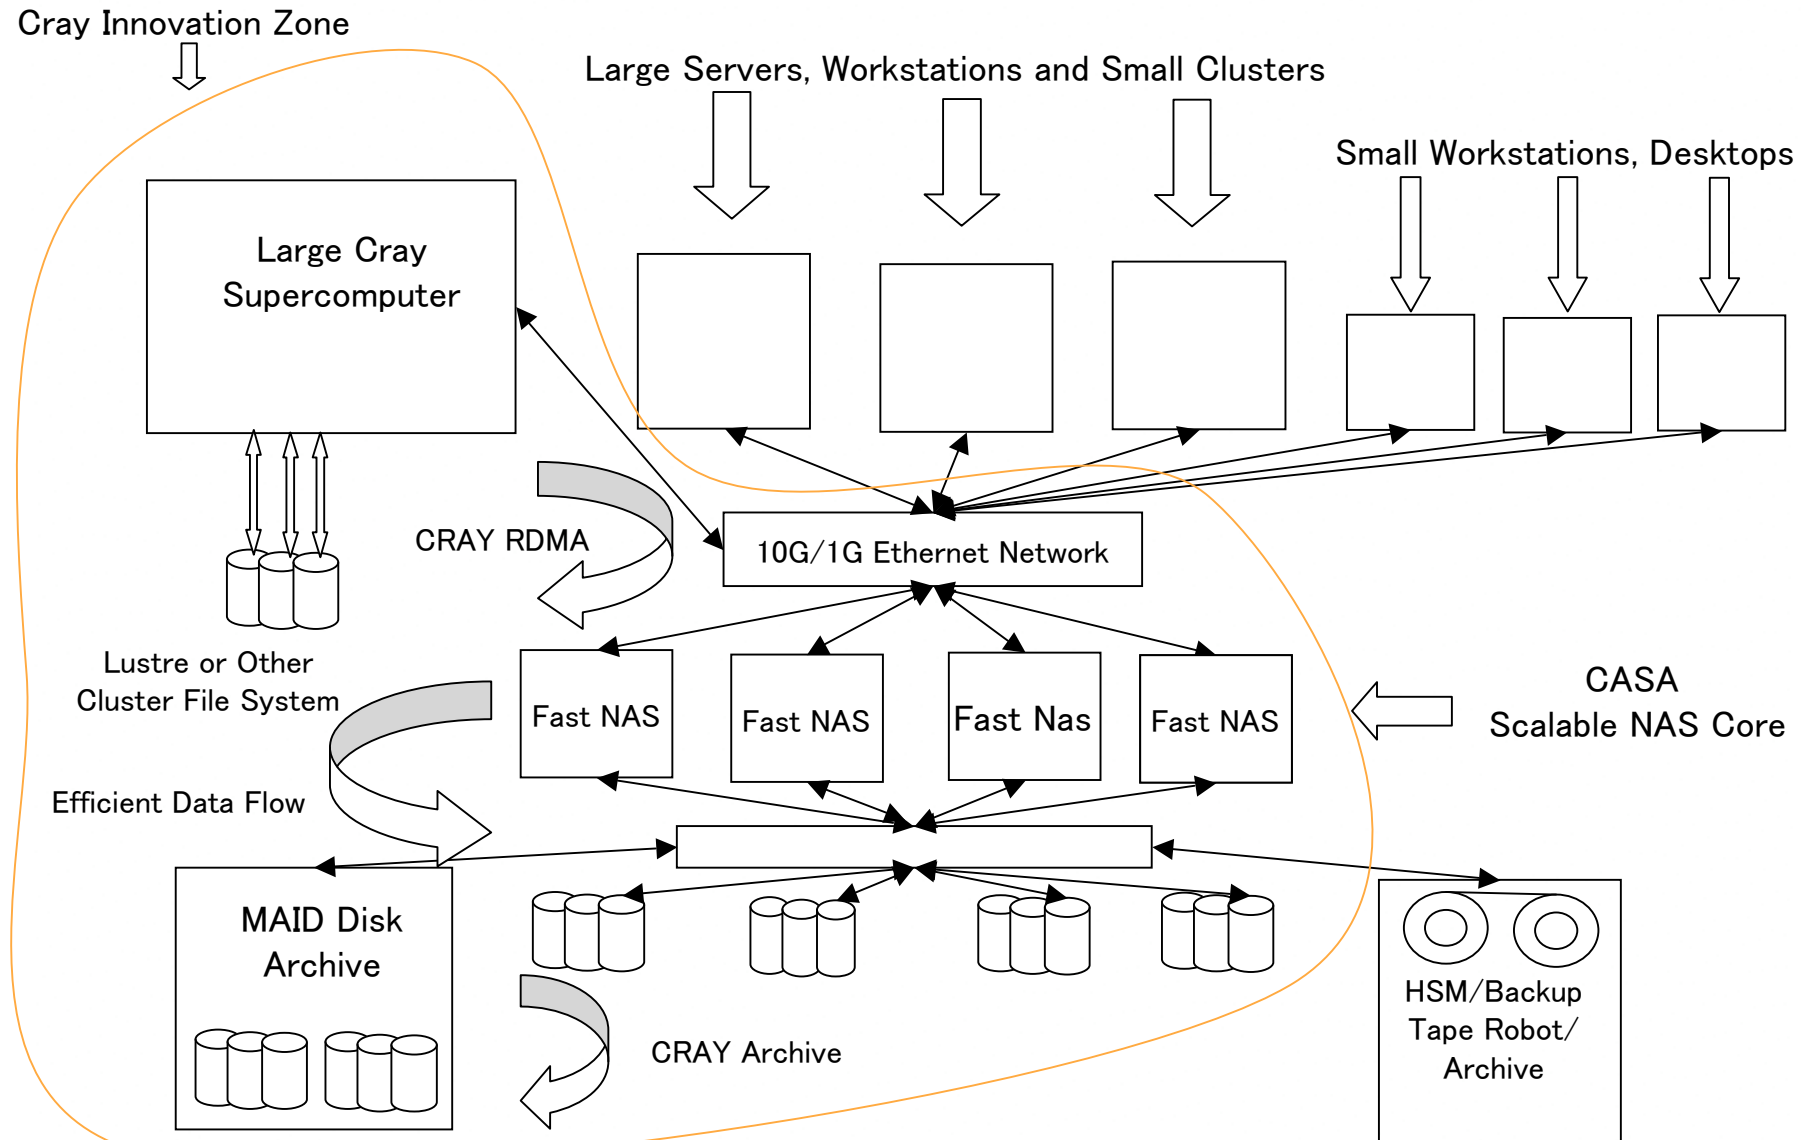 Cray Innovation Zone
Large Servers, Workstations and Small Clusters
Small Workstations, Desktops
Large Cray
Supercomputer
CRAY RDMA
10G/1G Ethernet Network
Lustre or Other
Cluster File System
Fast NAS
Fast NAS
Fast Nas
Fast NAS
CASA
Scalable NAS Core
Efficient Data Flow
MAID Disk
Archive
HSM/Backup
Tape Robot/
Archive
CRAY Archive